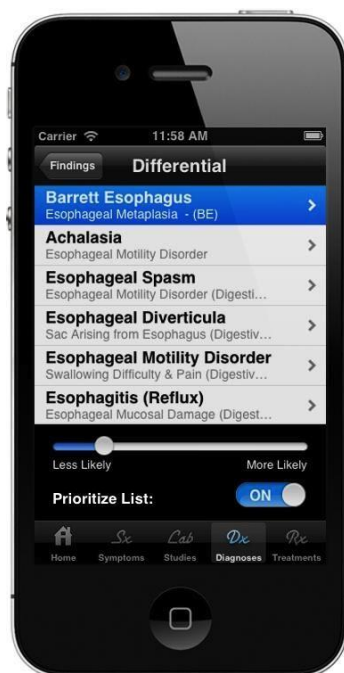 Carrier 11:58 AM
Findings Differential
Barrett Esophagus
Esophageal Metaplasia - (BE)
Achalasia
Esophageal Motility Disorder
Esophageal Spasm
Esophageal Motility Disorder (Digesti...
Esophageal Diverticula
Sac Arising from Esophagus (Digestiv...
Esophageal Motility Disorder
Swallowing Difficulty & Pain (Digestiv...
Esophagitis (Reflux)
Esophageal Mucosal Damage (Digest...
Less Likely More Likely
Prioritize List: ON
Sx Lab Dx Rx
Home Symptoms Studies Diagnoses Treatments